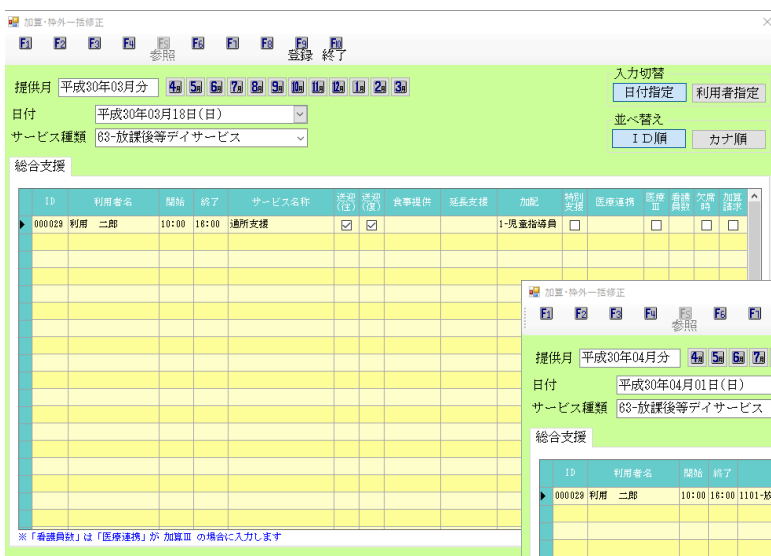 加算・枠外一括修正
F1 F2 F3 F4 F5 F6 F7 F8 F9 F10
参照 登録 終了
入力切替
提供月 平成30年03月分 4月 5月 6月 7月 8月 9月 10月 11月 12月 1月 2月 3月
日付指定 利用者指定
日付 平成30年03月18日(日)
並べ替え
サービス種類 63-放課後等デイサービス
ID順 カナ順
総合支援
ID 利用者名 開始 終了 サービス名称 送迎(往) 送迎(復) 食事提供 延長支援 加配 特別支援 医療連携 医療Ⅲ 看護員数 欠席時 加算請求
000029 利用 二郎 10:00 16:00 通所支援 1-児童指導員
※「看護員数」は「医療連携」が 加算Ⅲ の場合に入力します
加算・枠外一括修正
F1 F2 F3 F4 F5 F6 F7
参照
提供月 平成30年04月分 4月 5月 6月 7月
日付 平成30年04月01日(日)
サービス種類 63-放課後等デイサービス
総合支援
ID 利用者名 開始 終了
000029 利用 二郎 10:00 16:00 1101-放